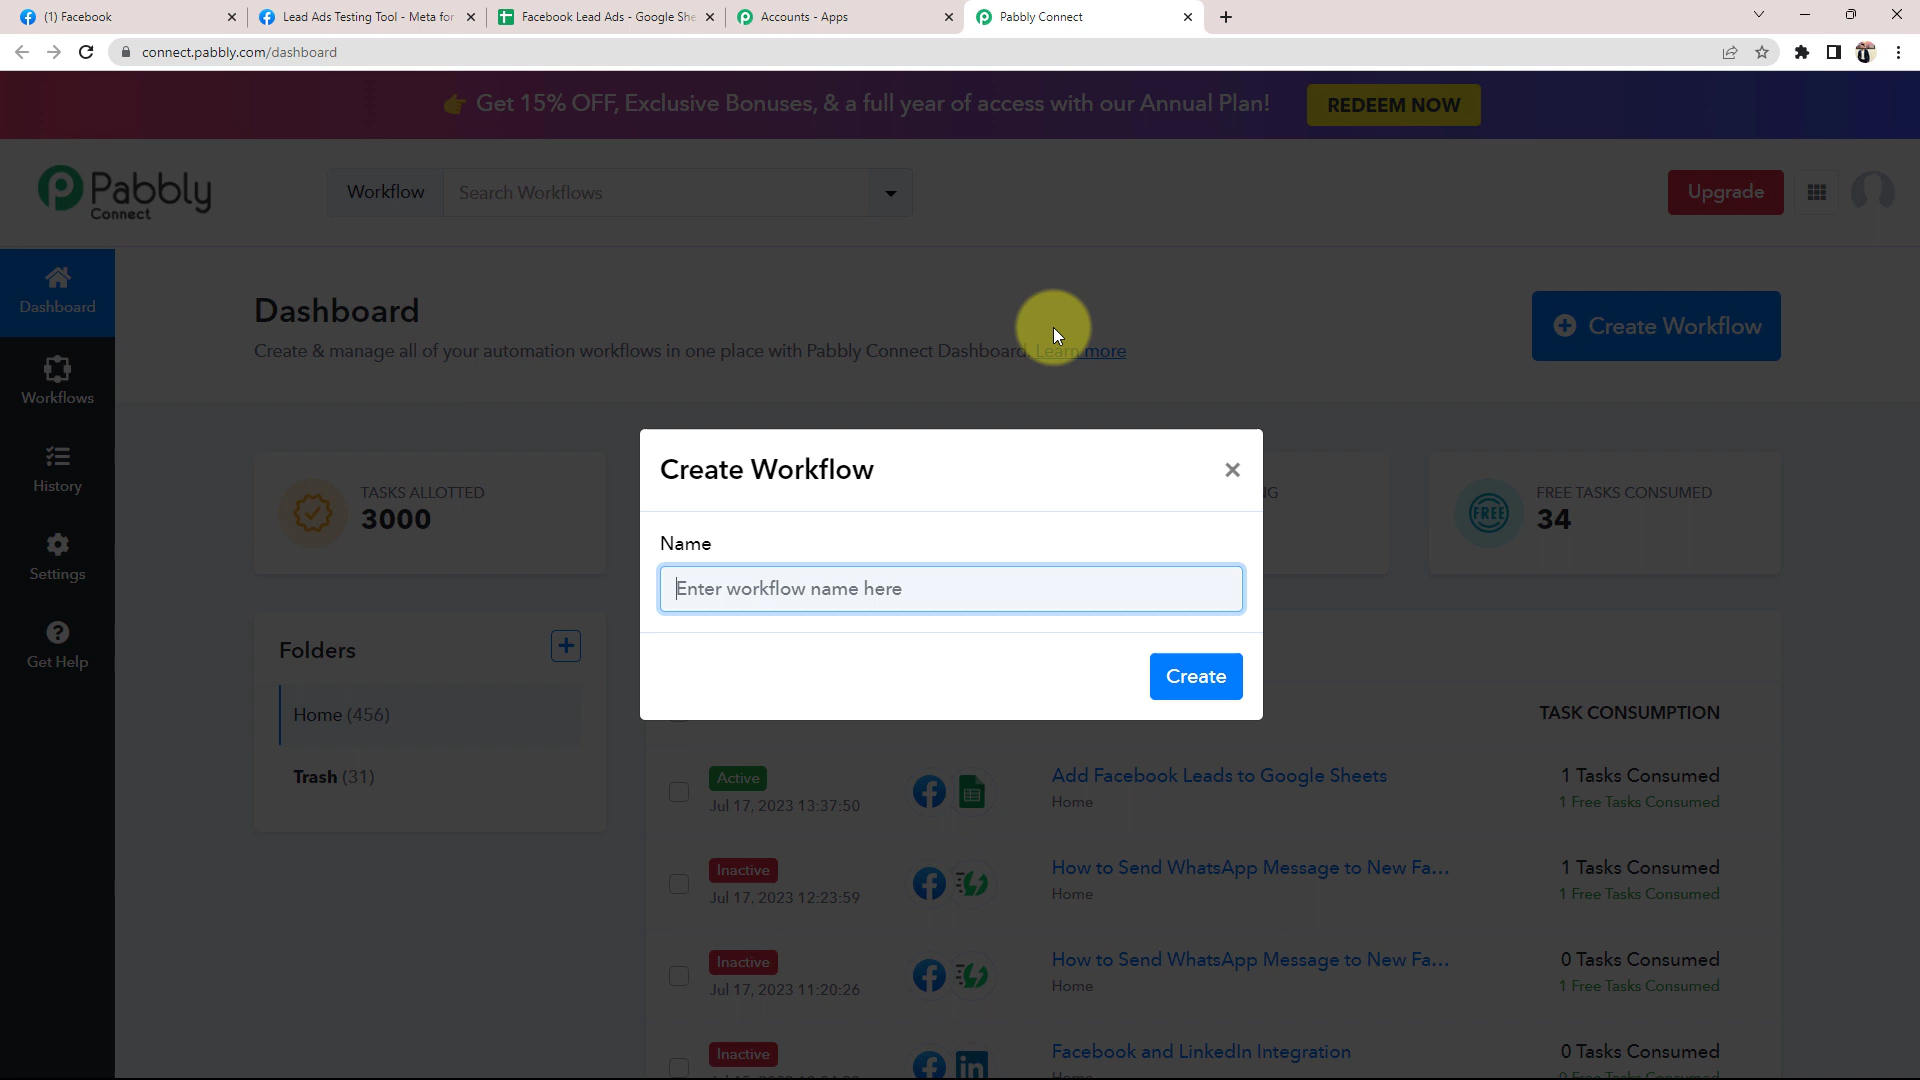 (1) Facebook
Lead Ads Testing Tool - Meta for
Facebook Lead Ads - Google She
Accounts - Apps
Pabbly Connect
connect.pabbly.com/dashboard
Get 15% OFF, Exclusive Bonuses, & a full year of access with our Annual Plan!
REDEEM NOW
Pabbly
Connect
Workflow
Search Workflows
Upgrade
Dashboard
Workflows
History
Settings
Get Help
Dashboard
Create & manage all of your automation workflows in one place with Pabbly Connect Dashboard. Learn more
Create Workflow
TASKS ALLOTTED
3000
NG
FREE
FREE TASKS CONSUMED
34
Create Workflow
Name
Enter workflow name here
Create
Folders
Home (456)
Trash (31)
TASK CONSUMPTION
Active
Jul 17, 2023 13:37:50
Add Facebook Leads to Google Sheets
Home
1 Tasks Consumed
1 Free Tasks Consumed
Inactive
Jul 17, 2023 12:23:59
How to Send WhatsApp Message to New Fa...
Home
1 Tasks Consumed
1 Free Tasks Consumed
Inactive
Jul 17, 2023 11:20:26
How to Send WhatsApp Message to New Fa...
Home
0 Tasks Consumed
1 Free Tasks Consumed
Inactive
Facebook and LinkedIn Integration
Home
0 Tasks Consumed
0 Free Tasks Consumed